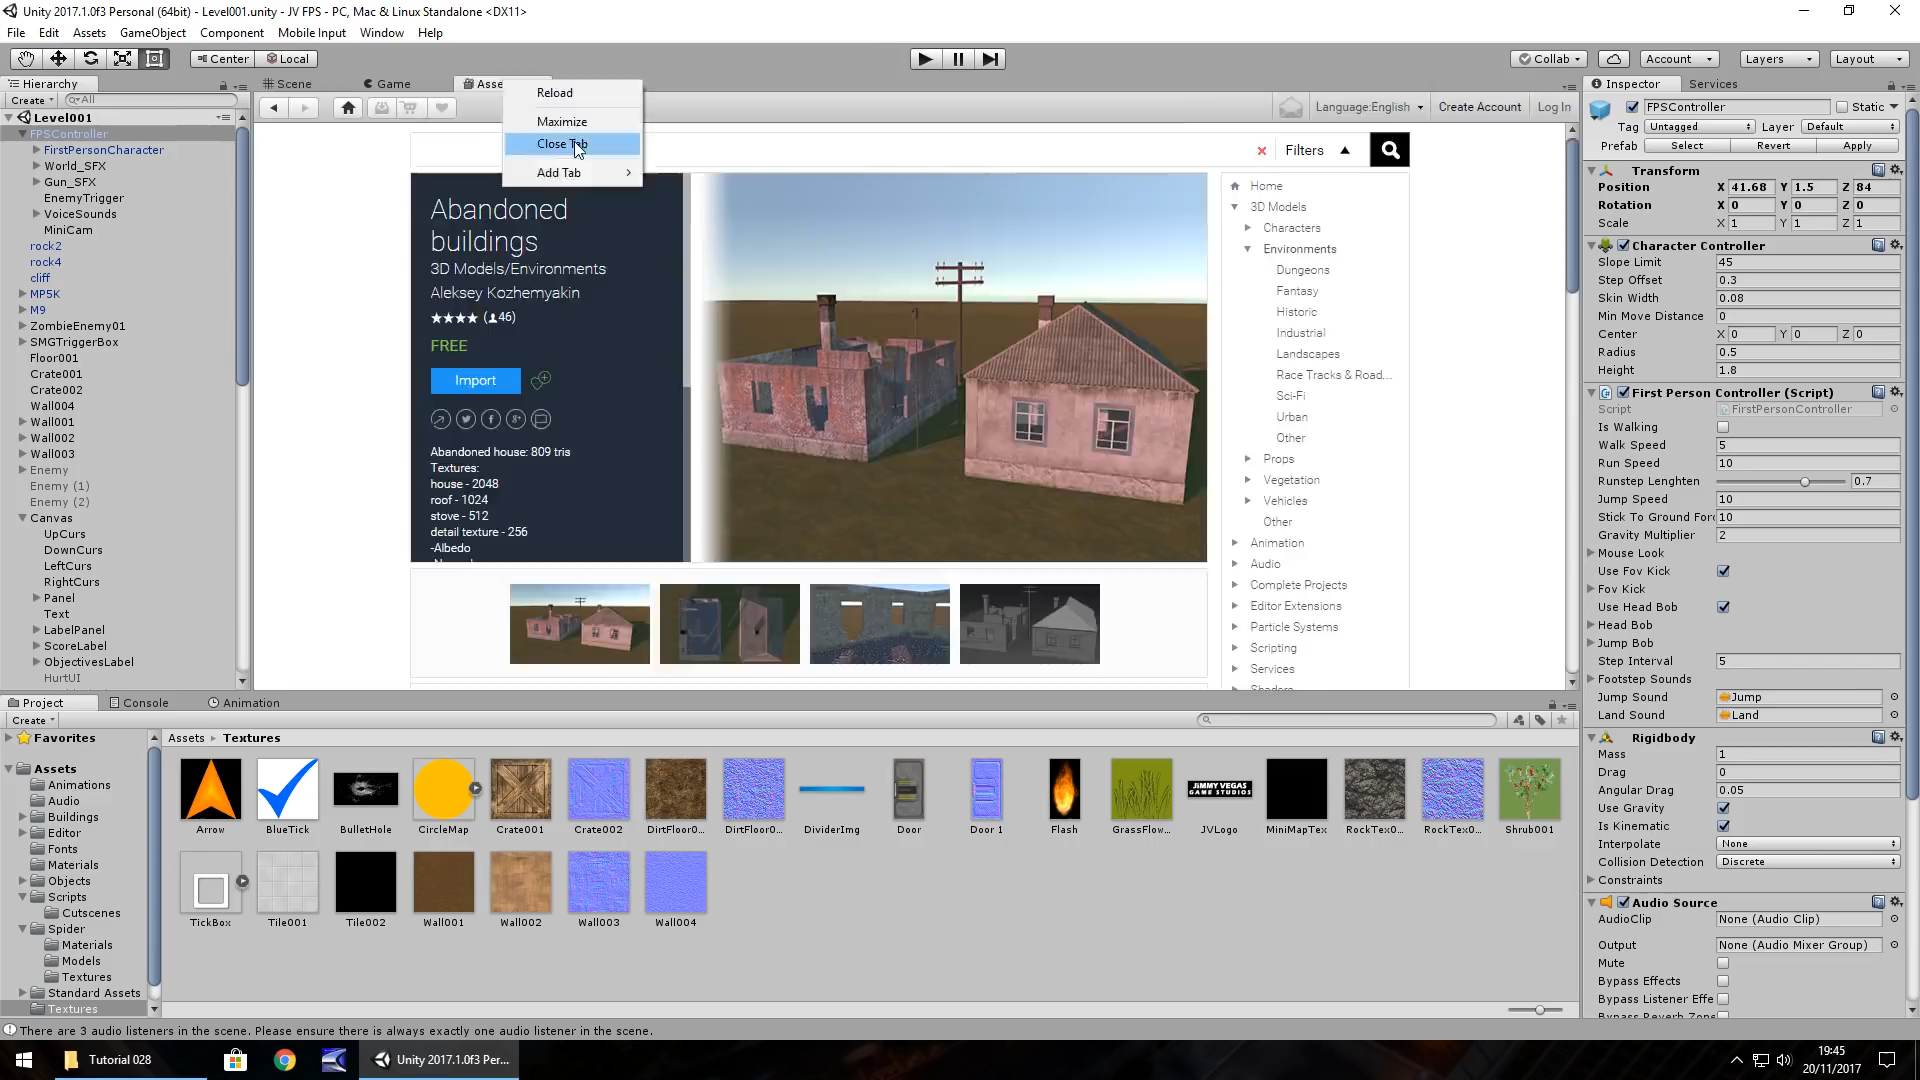 Unity 2017.1.0f3 Personal (64bit) - Level001.unity - JV FPS - PC, Mac & Linux Standalone <DX11>
File Edit Assets GameObject Component Mobile Input Window Help
Center Local Collab Account Layers Layout
Hierarchy
Create
All
Level001
FPSController
FirstPersonCharacter
World_SFX
Gun_SFX
EnemyTrigger
VoiceSounds
MiniCam
rock2
rock4
cliff
MP5K
M9
ZombieEnemy01
SMGTriggerBox
Floor001
Crate001
Crate002
Wall004
Wall001
Wall002
Wall003
Enemy
Enemy (1)
Enemy (2)
Canvas
UpCurs
DownCurs
LeftCurs
RightCurs
Panel
Text
LabelPanel
ScoreLabel
ObjectivesLabel
HurtUI
Scene Game Asse
Reload
Maximize
Close Tab
Add Tab
Language:English Create Account Log In
Filters
Abandoned
buildings
3D Models/Environments
Aleksey Kozhemyakin
★★★★ (46)
FREE
Import
Abandoned house: 809 tris
Textures:
house - 2048
roof - 1024
stove - 512
detail texture - 256
-Albedo
Home
3D Models
Characters
Environments
Dungeons
Fantasy
Historic
Industrial
Landscapes
Race Tracks & Road...
Sci-Fi
Urban
Other
Props
Vegetation
Vehicles
Other
Animation
Audio
Complete Projects
Editor Extensions
Particle Systems
Scripting
Services
Inspector Services
FPSController Static
Tag Untagged Layer Default
Prefab Select Revert Apply
Transform
Position X 41.68 Y 1.5 Z 84
Rotation X 0 Y 0 Z 0
Scale X 1 Y 1 Z 1
Character Controller
Slope Limit 45
Step Offset 0.3
Skin Width 0.08
Min Move Distance 0
Center X 0 Y 0 Z 0
Radius 0.5
Height 1.8
First Person Controller (Script)
Script FirstPersonController
Is Walking
Walk Speed 5
Run Speed 10
Runstep Lenghten 0.7
Jump Speed 10
Stick To Ground Forc 10
Gravity Multiplier 2
Mouse Look
Use Fov Kick
Fov Kick
Use Head Bob
Head Bob
Jump Bob
Step Interval 5
Footstep Sounds
Jump Sound Jump
Land Sound Land
Rigidbody
Mass 1
Drag 0
Angular Drag 0.05
Use Gravity
Is Kinematic
Interpolate None
Collision Detection Discrete
Constraints
Audio Source
AudioClip None (Audio Clip)
Output None (Audio Mixer Group)
Mute
Bypass Effects
Bypass Listener Effe
Project Console Animation
Create
Favorites
Assets
Animations
Audio
Buildings
Editor
Fonts
Materials
Objects
Scripts
Cutscenes
Spider
Materials
Models
Textures
Standard Assets
Textures
Assets Textures
JiMMY VEGAS
GAME STUDIOS
Arrow BlueTick BulletHole CircleMap Crate001 Crate002 DirtFloor0... DirtFloor0... DividerImg Door Door 1 Flash GrassFlow... JVLogo MiniMapTex RockTex0... RockTex0... Shrub001
TickBox Tile001 Tile002 Wall001 Wall002 Wall003 Wall004
There are 3 audio listeners in the scene. Please ensure there is always exactly one audio listener in the scene.
Tutorial 028 Unity 2017.1.0f3 Per...
19:45
20/11/2017